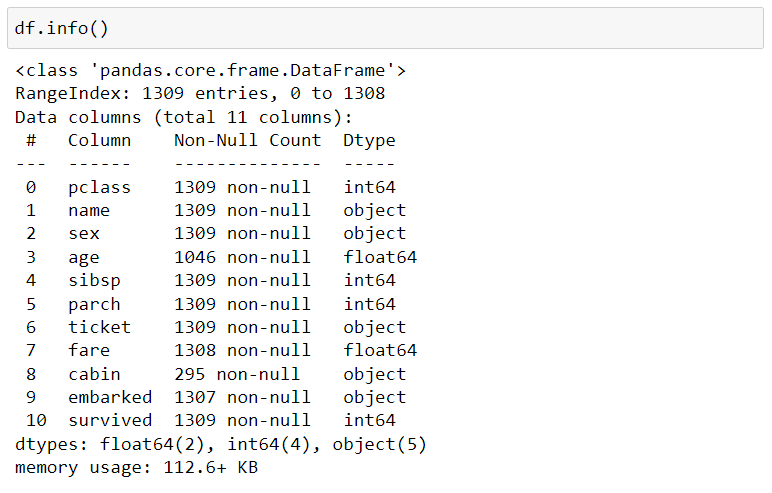 df.info()
<class 'pandas.core.frame.DataFrame'>
RangeIndex: 1309 entries, 0 to 1308
Data columns (total 11 columns):
 #   Column    Non-Null Count  Dtype
---  ------    --------------  -----
 0   pclass    1309 non-null   int64
 1   name      1309 non-null   object
 2   sex       1309 non-null   object
 3   age       1046 non-null   float64
 4   sibsp     1309 non-null   int64
 5   parch     1309 non-null   int64
 6   ticket    1309 non-null   object
 7   fare      1308 non-null   float64
 8   cabin     295 non-null    object
 9   embarked  1307 non-null   object
 10  survived  1309 non-null   int64
dtypes: float64(2), int64(4), object(5)
memory usage: 112.6+ KB